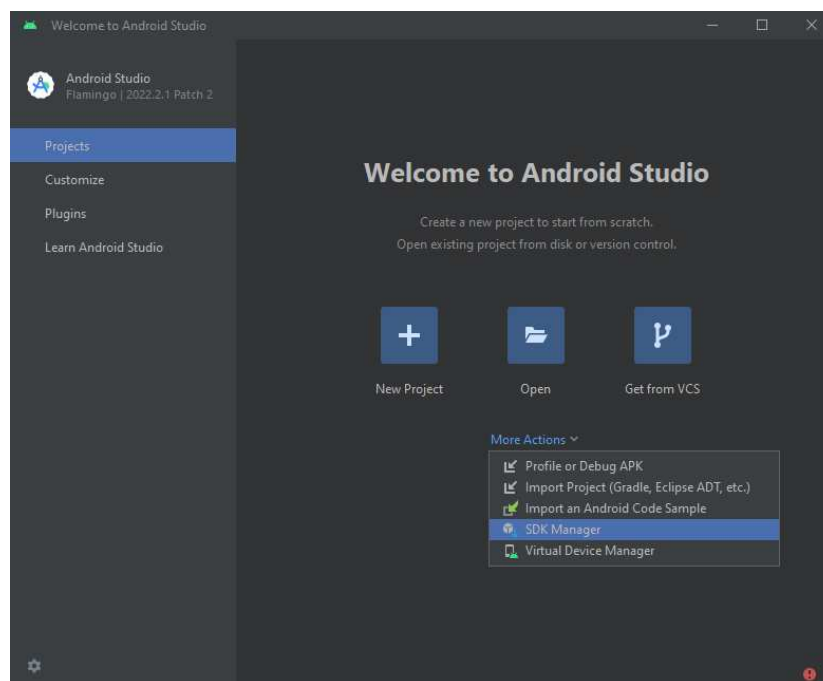 Welcome to Android Studio
Android Studio
Flamingo | 2022.2.1 Patch 2
Projects
Customize
Plugins
Learn Android Studio
Welcome to Android Studio
Create a new project to start from scratch.
Open existing project from disk or version control.
New Project
Open
Get from VCS
More Actions
Profile or Debug APK
Import Project (Gradle, Eclipse ADT, etc.)
Import an Android Code Sample
SDK Manager
Virtual Device Manager